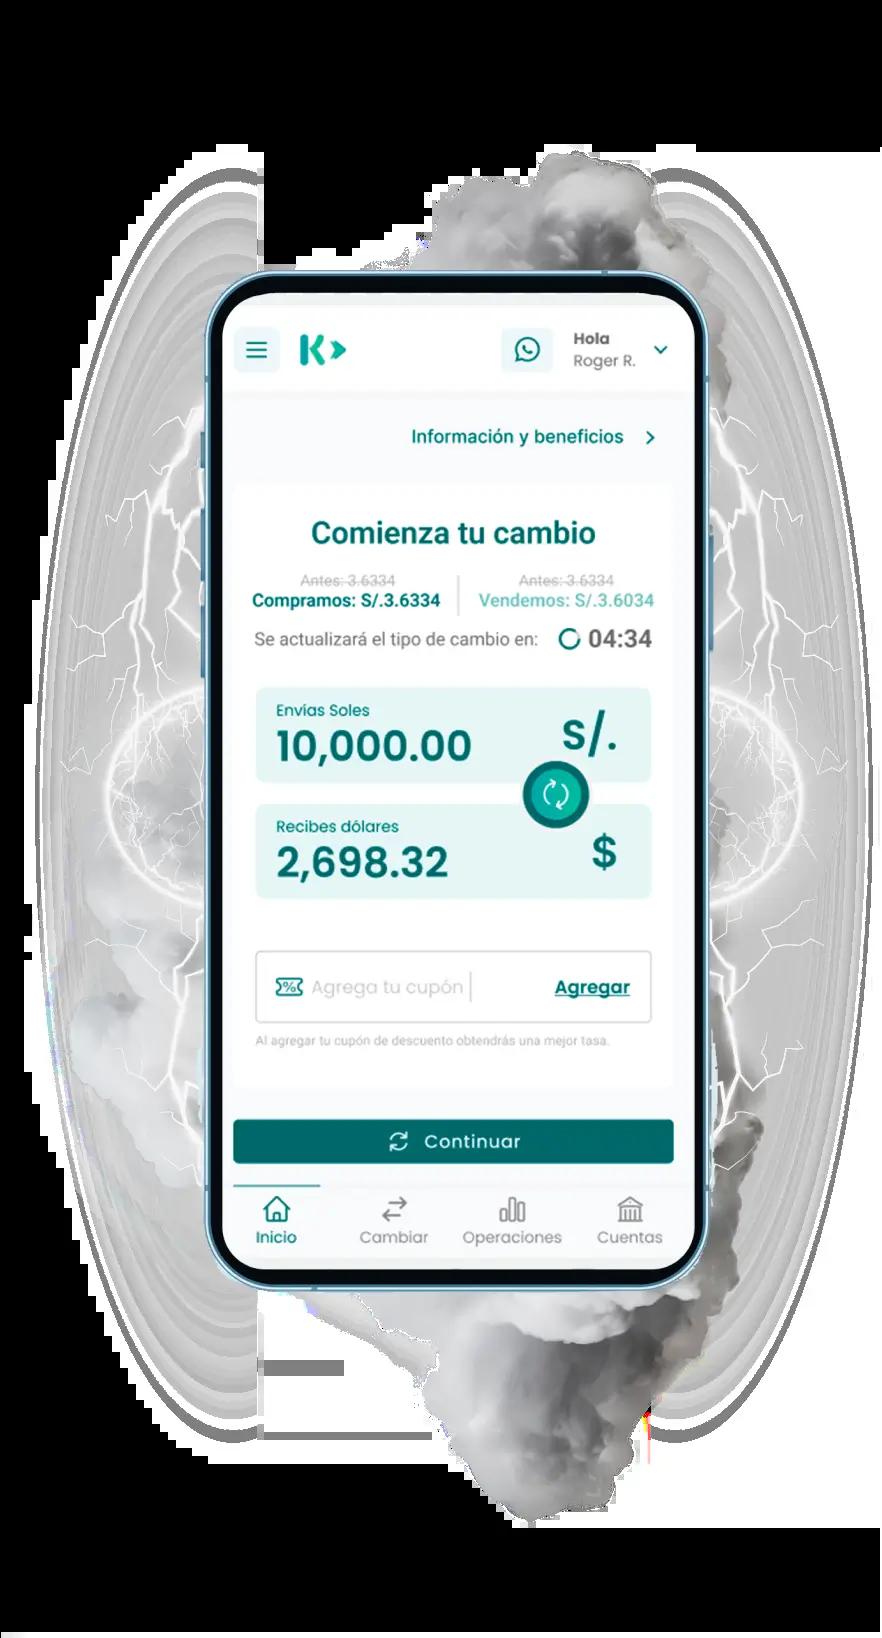 K
Hola
Roger R.
Información y beneficios
Comienza tu cambio
Antes: 3.6334
Antes: 3.6334
Compramos: S/.3.6334
Vendemos: S/.3.6034
Se actualizará el tipo de cambio en: 04:34
Envias Soles
10,000.00 S/.
Recibes dólares
2,698.32 $
Agrega tu cupón Agregar
Al agregar tu cupón de descuento obtendrás una mejor tasa.
Continuar
Inicio Cambiar Operaciones Cuentas